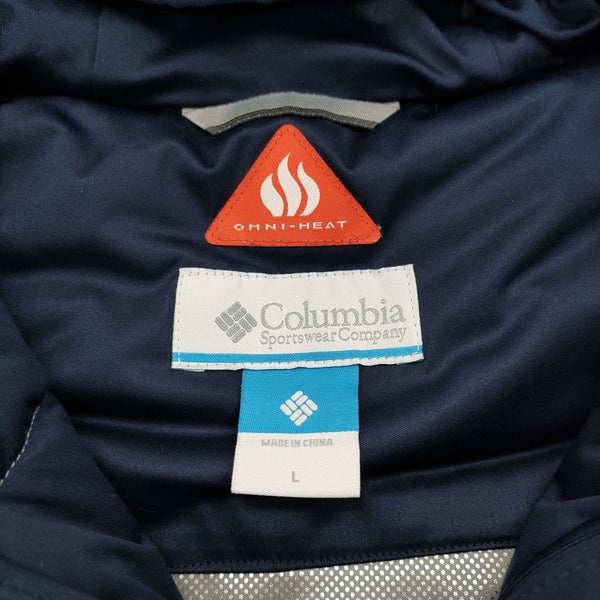 OMNI-HEAT
Columbia
Sportswear Company
MADE IN CHINA
L